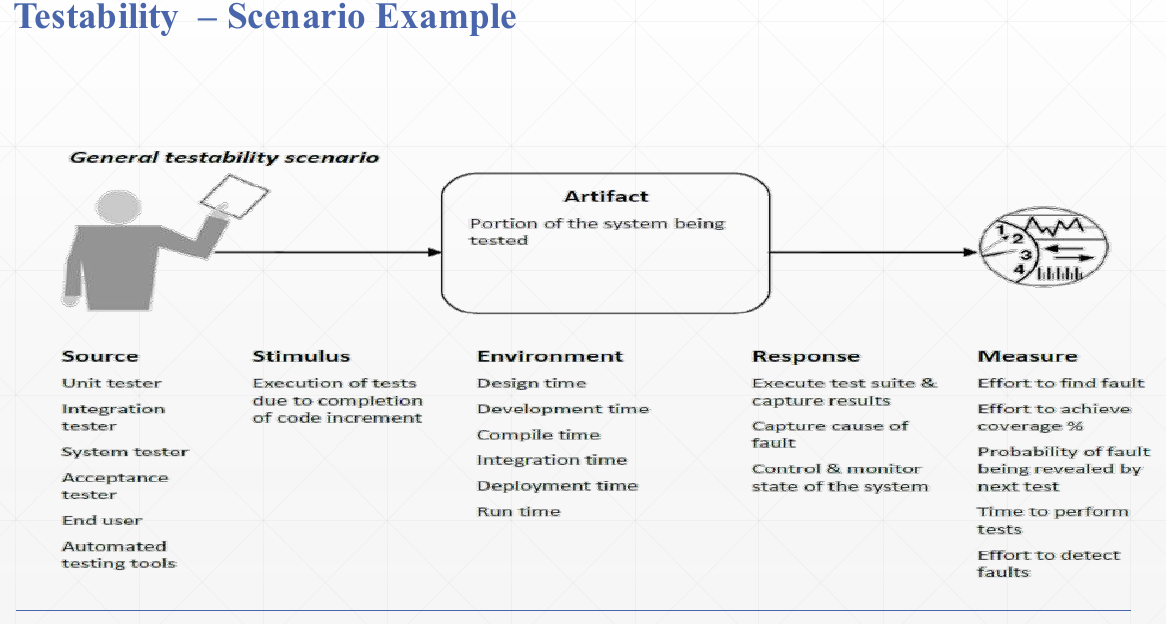 Testability – Scenario Example
General testability scenario
Artifact
Portion of the system being
tested
1
2
3
4
Source
Unit tester
Integration
tester
System tester
Acceptance
tester
End user
Automated
testing tools
Stimulus
Execution of tests
due to completion
of code increment
Environment
Design time
Development time
Compile time
Integration time
Deployment time
Run time
Response
Execute test suite &
capture results
Capture cause of
fault
Control & monitor
state of the system
Measure
Effort to find fault
Effort to achieve
coverage %
Probability of fault
being revealed by
next test
Time to perform
tests
Effort to detect
faults